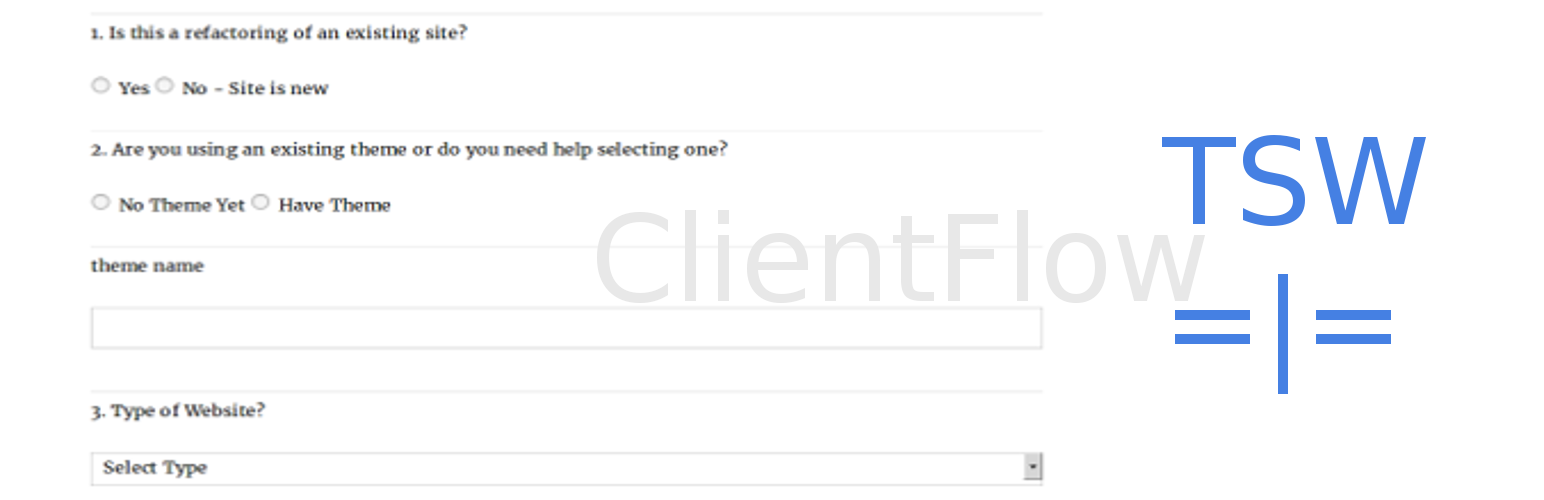 1. Is this a refactoring of an existing site?
Yes No - Site is new
2. Are you using an existing theme or do you need help selecting one?
No Theme Yet Have Theme
theme name
3. Type of Website?
Select Type
ClientFlow
TSW
=|=